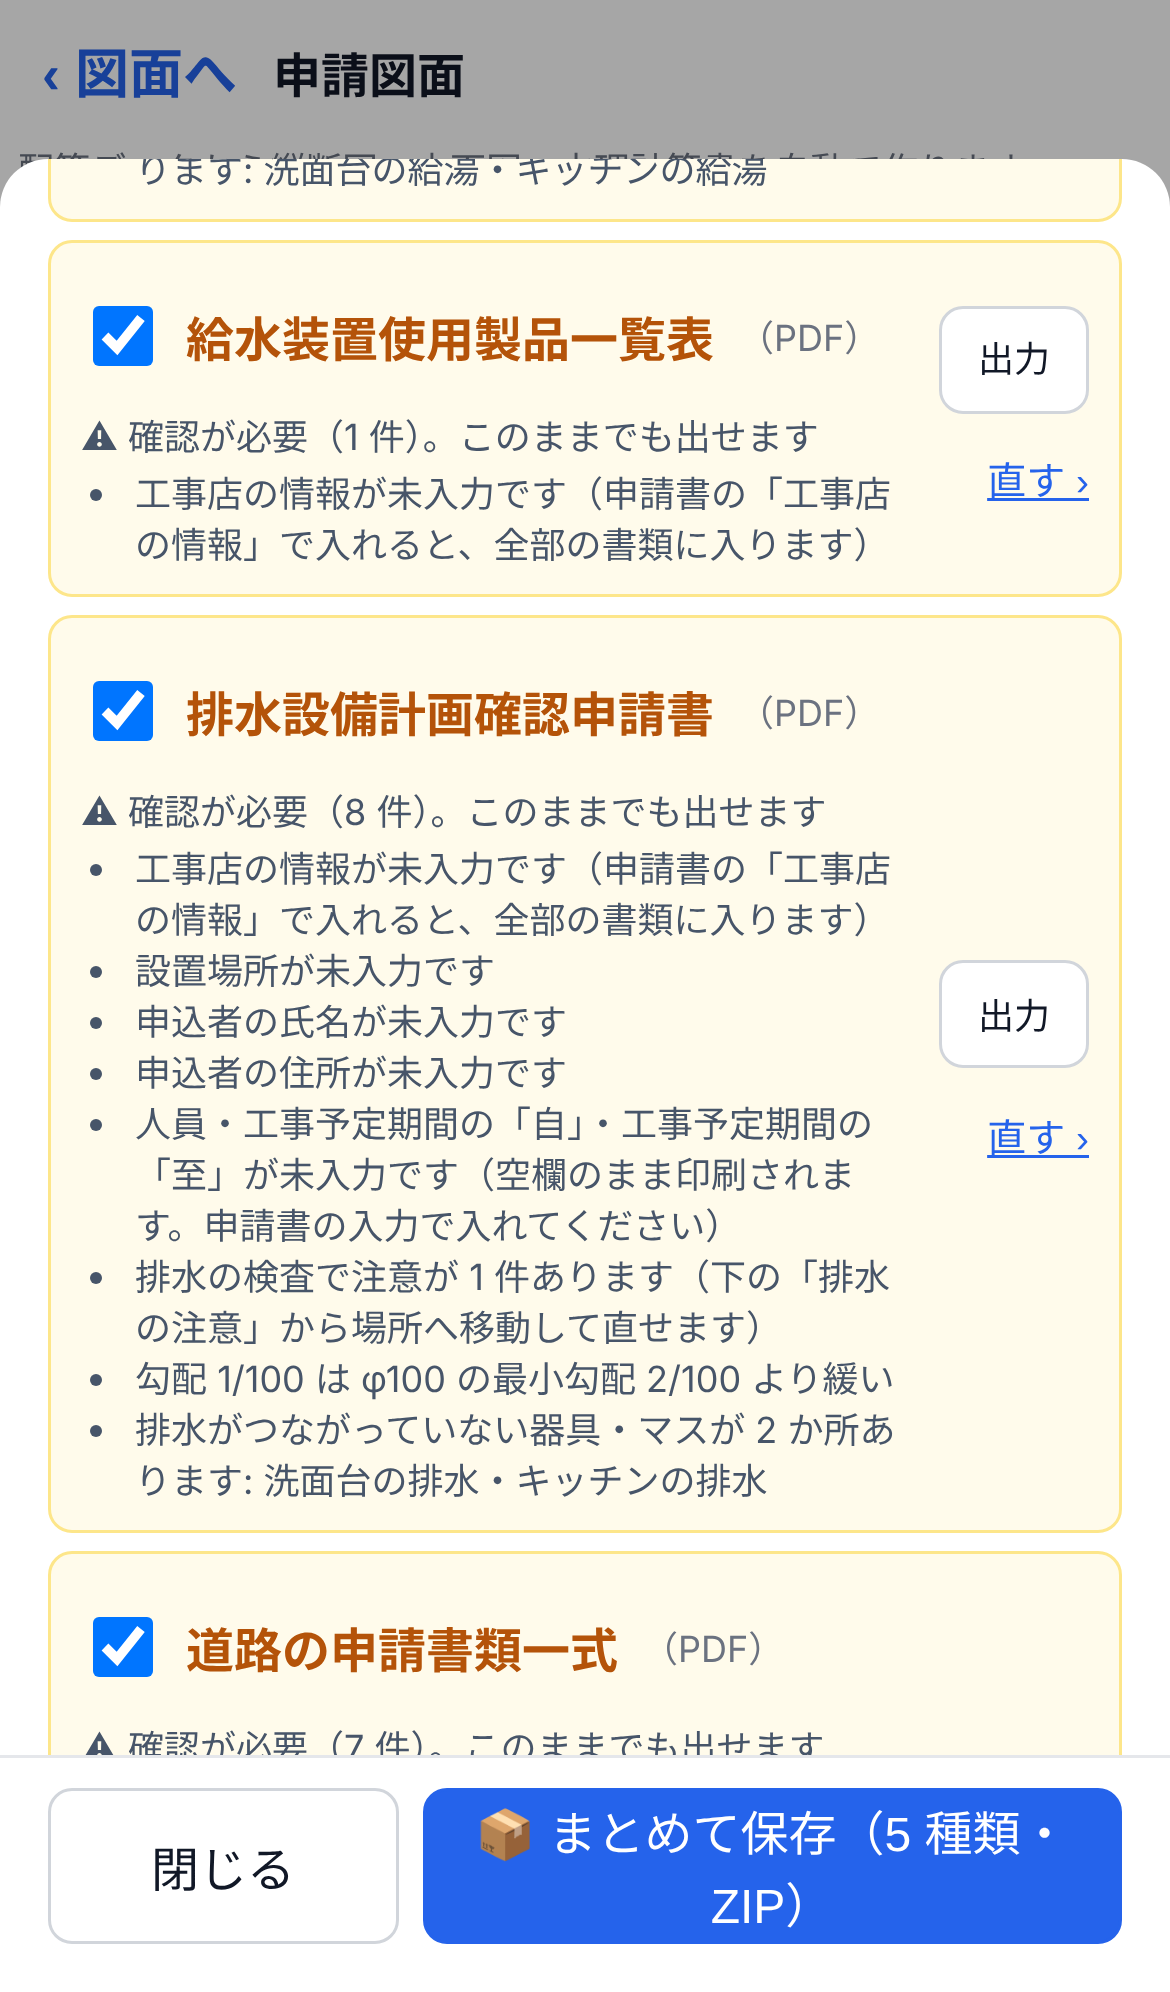 ‹ 図面へ 申請図面
ります: 洗面台の給湯・キッチンの給湯
給水装置使用製品一覧表 （PDF）
出力
⚠ 確認が必要（1 件）。このままでも出せます
直す ›
• 工事店の情報が未入力です（申請書の「工事店
の情報」で入れると、全部の書類に入ります）
排水設備計画確認申請書 （PDF）
⚠ 確認が必要（8 件）。このままでも出せます
• 工事店の情報が未入力です（申請書の「工事店
の情報」で入れると、全部の書類に入ります）
• 設置場所が未入力です
出力
• 申込者の氏名が未入力です
• 申込者の住所が未入力です
• 人員・工事予定期間の「自」・工事予定期間の
直す ›
「至」が未入力です（空欄のまま印刷されま
す。申請書の入力で入れてください）
• 排水の検査で注意が 1 件あります（下の「排水
の注意」から場所へ移動して直せます）
• 勾配 1/100 は φ100 の最小勾配 2/100 より緩い
• 排水がつながっていない器具・マスが 2 か所あ
ります: 洗面台の排水・キッチンの排水
道路の申請書類一式 （PDF）
⚠ 確認が必要（7 件）。このままでも出せます
閉じる
📦 まとめて保存（5 種類・
ZIP）